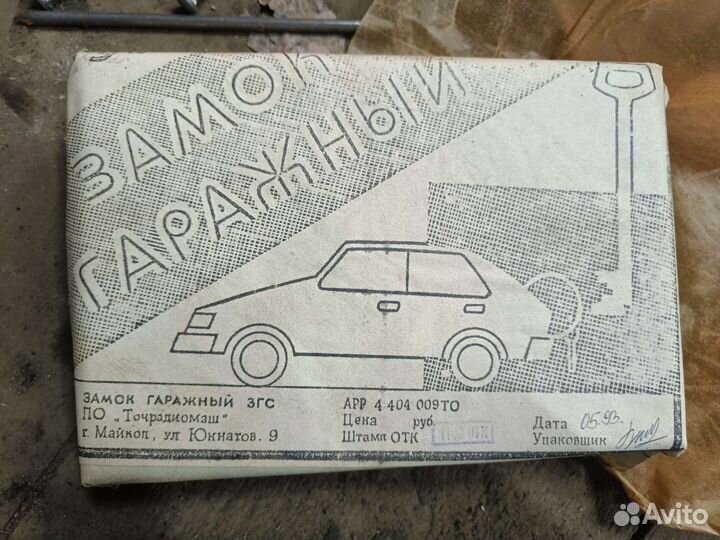 ЗАМОК
ГАРАЖНЫЙ
ЗАМОК ГАРАЖНЫЙ ЗГС
ПО „Точрадиомаш"
г. Майкоп, ул Юннатов. 9
АРР 4 404 009 ТО
Цена руб.
Штамп ОТК
Дата 05.93.
Упаковщик
Avito